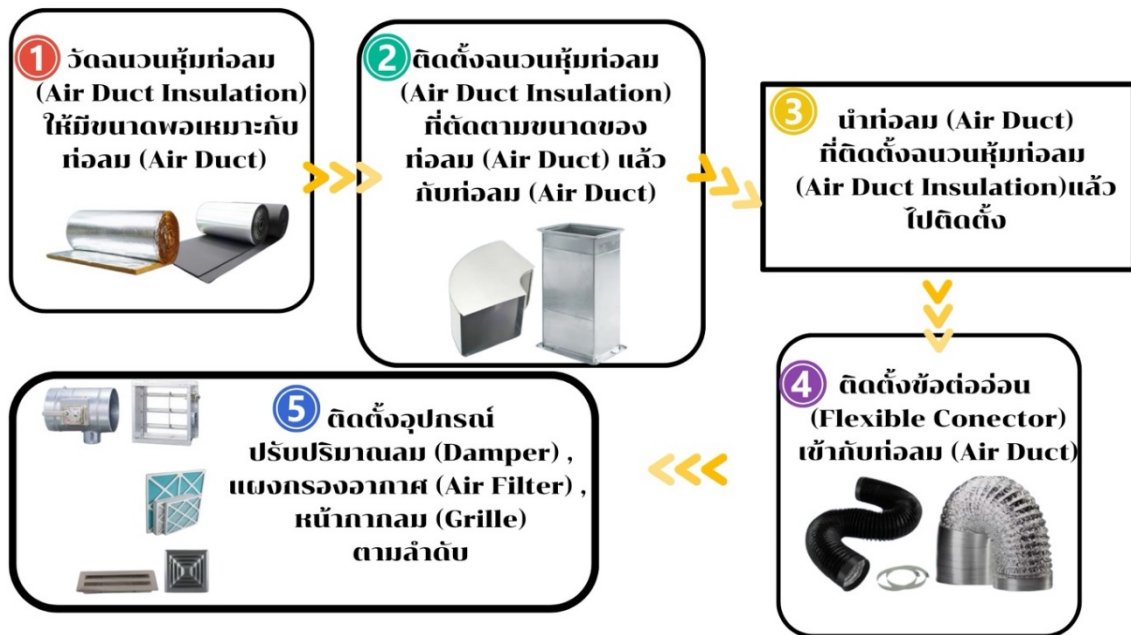 1 วัดฉนวนหุ้มท่อลม
(Air Duct Insulation)
ให้มีขนาดพอเหมาะกับ
ท่อลม (Air Duct)
2 ติดตั้งฉนวนหุ้มท่อลม
(Air Duct Insulation)
ที่ตัดตามขนาดของ
ท่อลม (Air Duct) แล้ว
กับท่อลม (Air Duct)
3 นำท่อลม (Air Duct)
ที่ติดตั้งฉนวนหุ้มท่อลม
(Air Duct Insulation)แล้ว
ไปติดตั้ง
4 ติดตั้งข้อต่ออ่อน
(Flexible Conector)
เข้ากับท่อลม (Air Duct)
5 ติดตั้งอุปกรณ์
ปรับปริมาณลม (Damper) ,
แผงกรองอากาศ (Air Filter) ,
หน้ากากลม (Grille)
ตามลำดับ